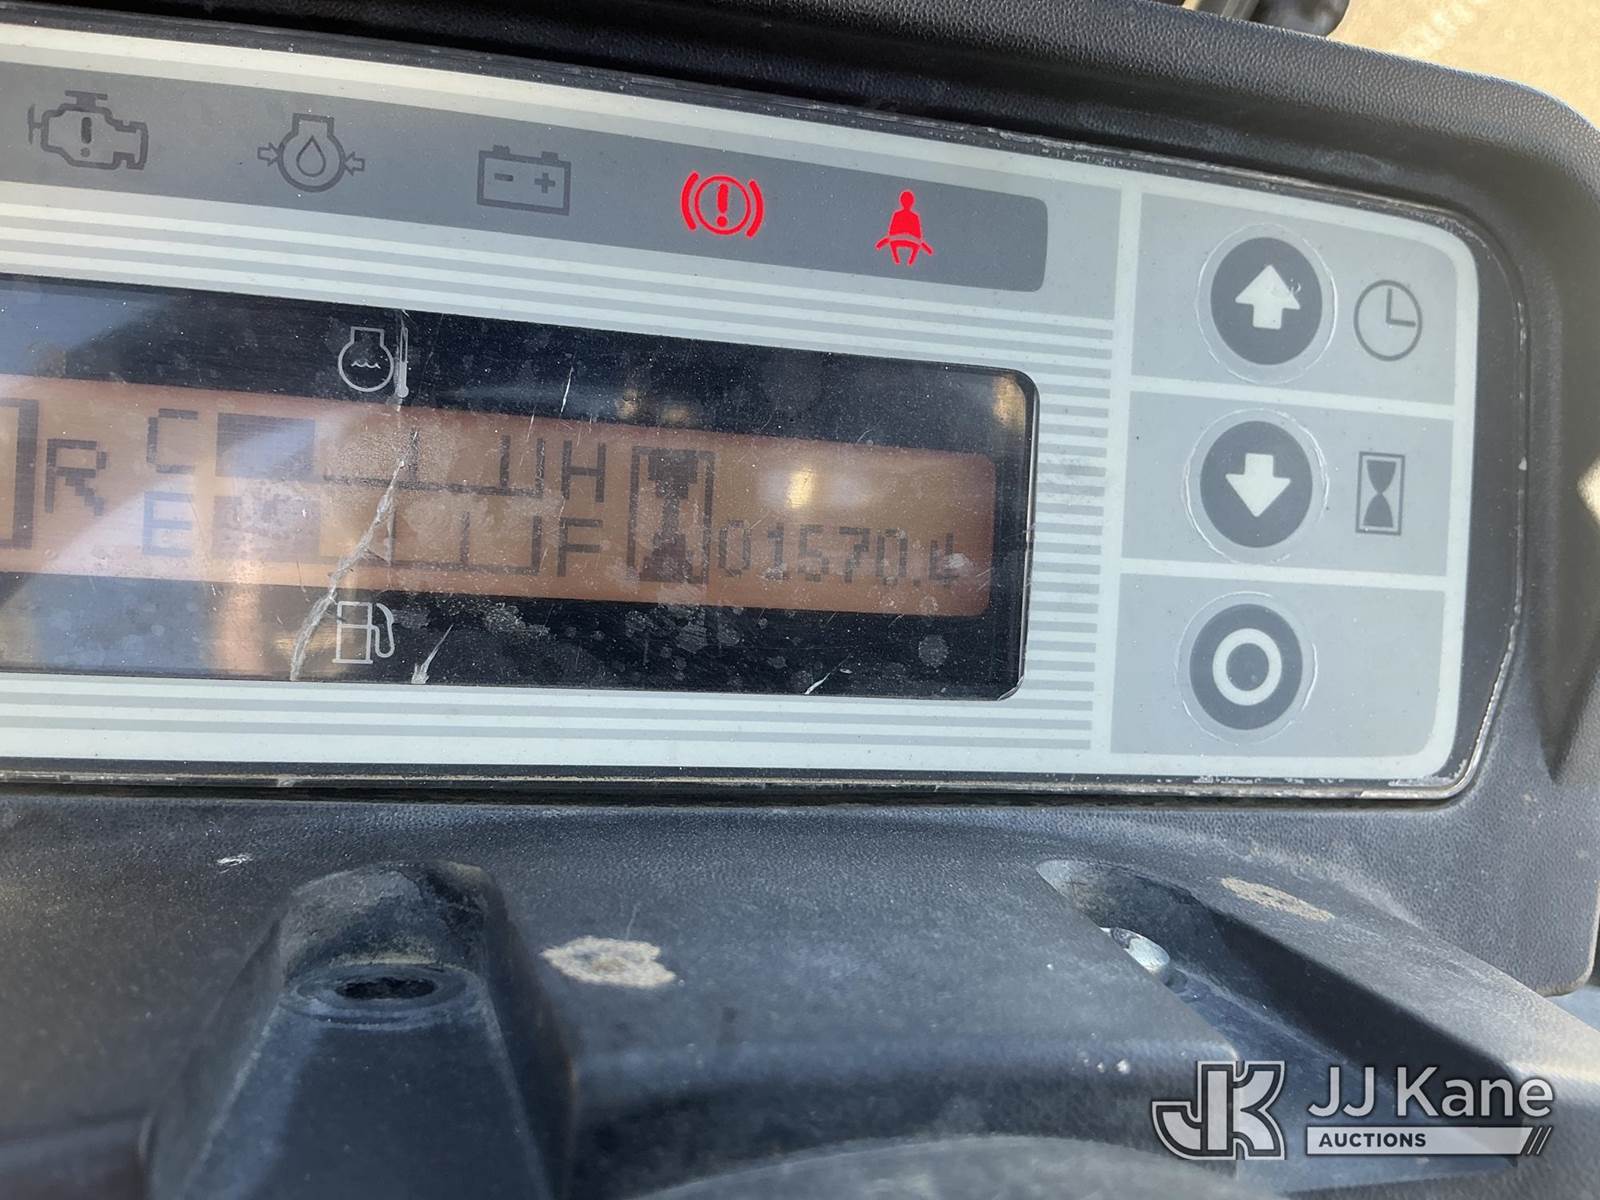 R C H
E F 01570.4
JJ Kane
AUCTIONS